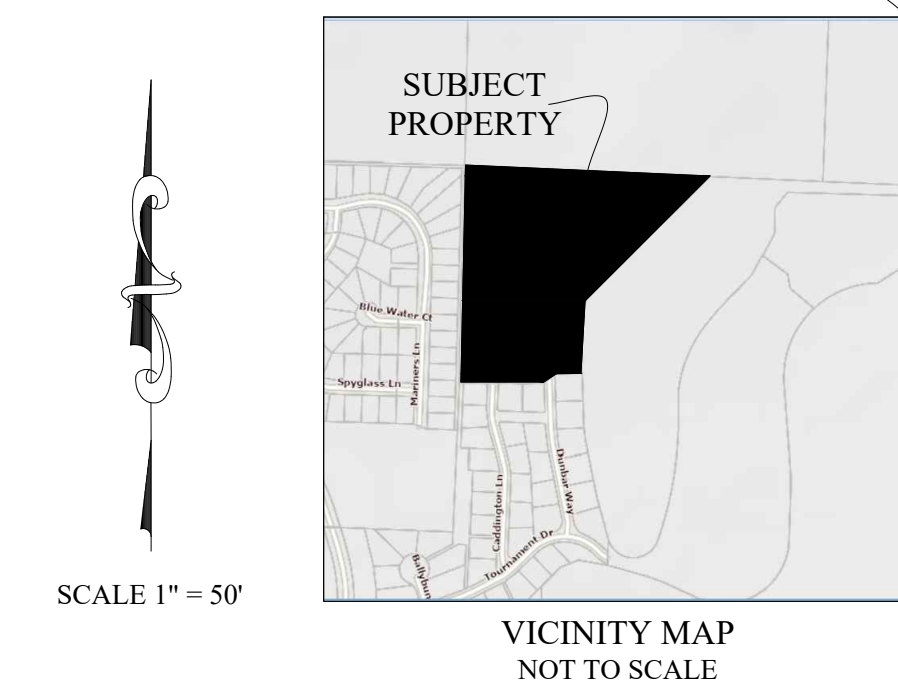 SUBJECT
PROPERTY
Blue Water Ct
Mariners Ln
Spyglass Ln
Caddington Ln
Dunbar Way
Tournament Dr
Ballybun
SCALE 1" = 50'
VICINITY MAP
NOT TO SCALE